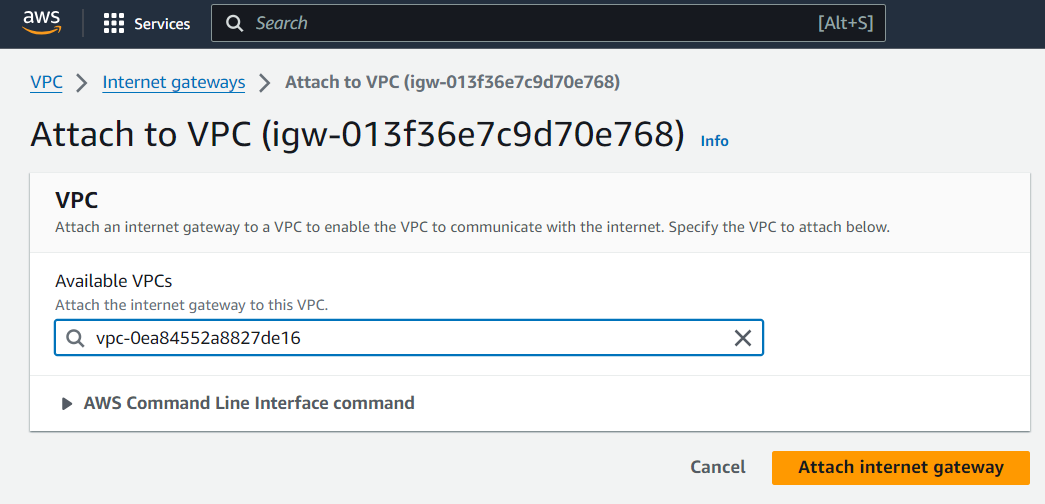 aws Services Search [Alt+S]
VPC Internet gateways Attach to VPC (igw-013f36e7c9d70e768)
Attach to VPC (igw-013f36e7c9d70e768) Info
VPC
Attach an internet gateway to a VPC to enable the VPC to communicate with the internet. Specify the VPC to attach below.
Available VPCs
Attach the internet gateway to this VPC.
vpc-0ea84552a8827de16
AWS Command Line Interface command
Cancel Attach internet gateway